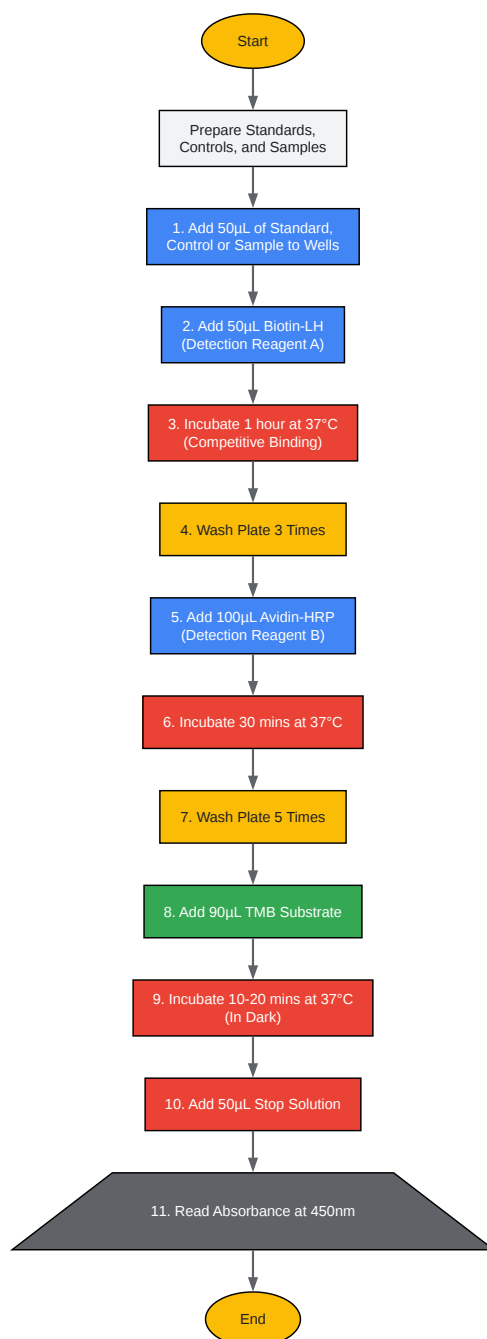 Start
Prepare Standards,
Controls, and Samples
1. Add 50µL of Standard,
Control or Sample to Wells
2. Add 50µL Biotin-LH
(Detection Reagent A)
3. Incubate 1 hour at 37°C
(Competitive Binding)
4. Wash Plate 3 Times
5. Add 100µL Avidin-HRP
(Detection Reagent B)
6. Incubate 30 mins at 37°C
7. Wash Plate 5 Times
8. Add 90µL TMB Substrate
9. Incubate 10-20 mins at 37°C
(In Dark)
10. Add 50µL Stop Solution
11. Read Absorbance at 450nm
End